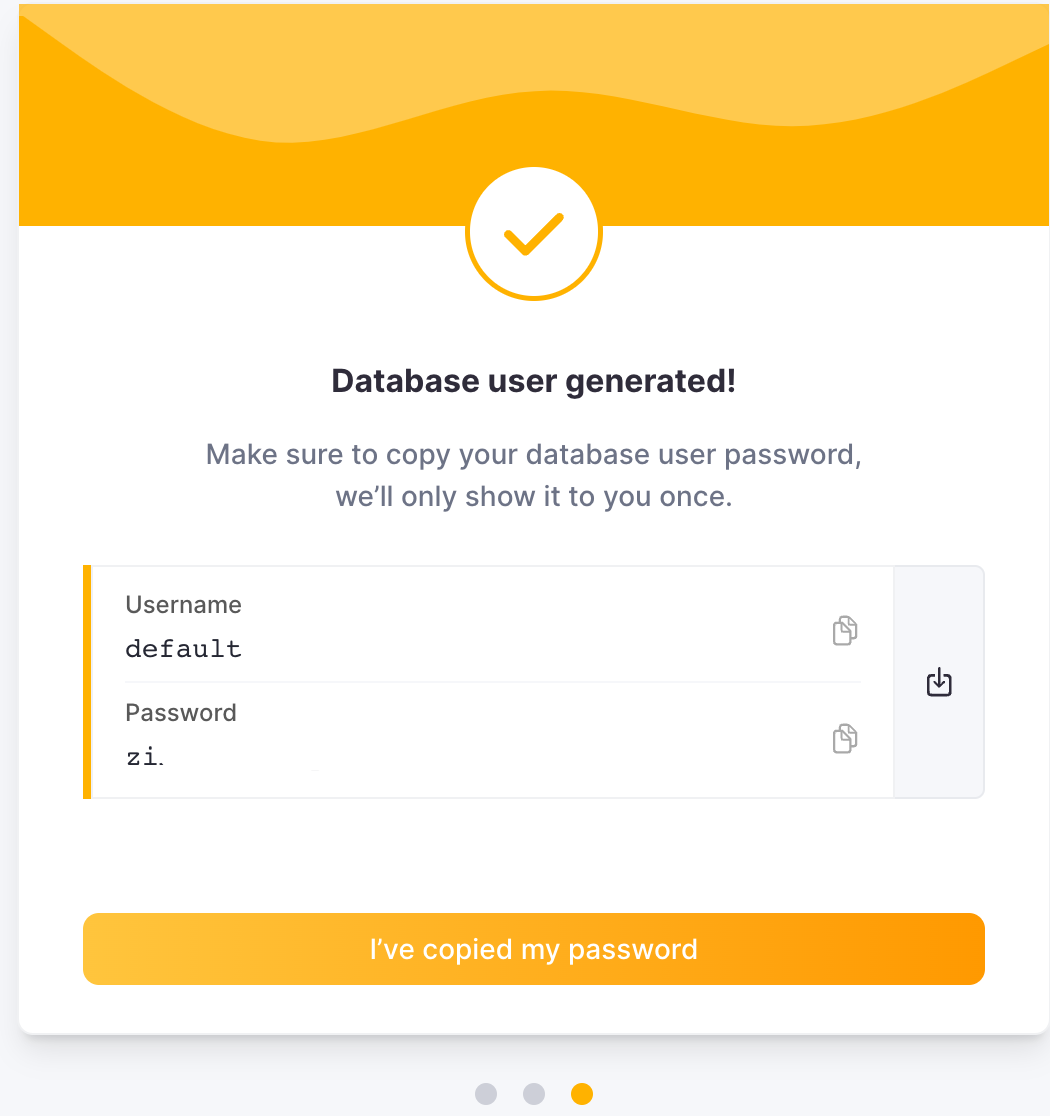 Database user generated!
Make sure to copy your database user password,
we’ll only show it to you once.
Username
default
Password
zi
I’ve copied my password